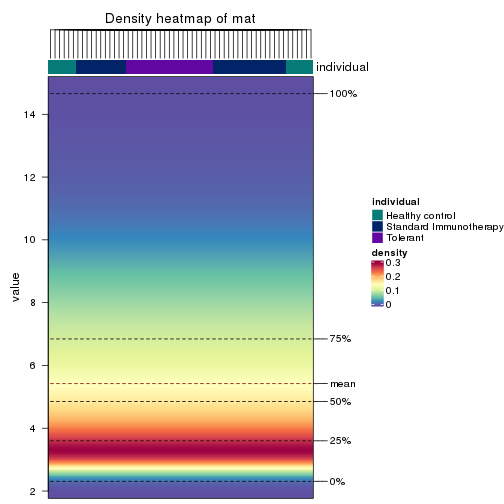 Density heatmap of mat
individual
100%
14
12
10
8
6
4
2
value
75%
mean
50%
25%
0%
individual
Healthy control
Standard Immunotherapy
Tolerant
density
0.3
0.2
0.1
0